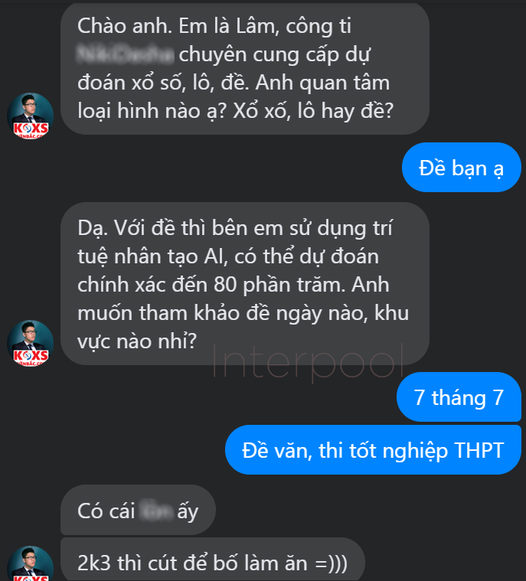 Chào anh. Em là Lâm, công ti
chuyên cung cấp dự
đoán xổ số, lô, đề. Anh quan tâm
loại hình nào ạ? Xổ xố, lô hay đề?
Đề bạn ạ
Dạ. Với đề thì bên em sử dụng trí
tuệ nhân tạo AI, có thể dự đoán
chính xác đến 80 phần trăm. Anh
muốn tham khảo đề ngày nào, khu
vực nào nhỉ?
KQXS
Interpool
7 tháng 7
Đề văn, thi tốt nghiệp THPT
Có cái ấy
2k3 thì cút để bố làm ăn =)))